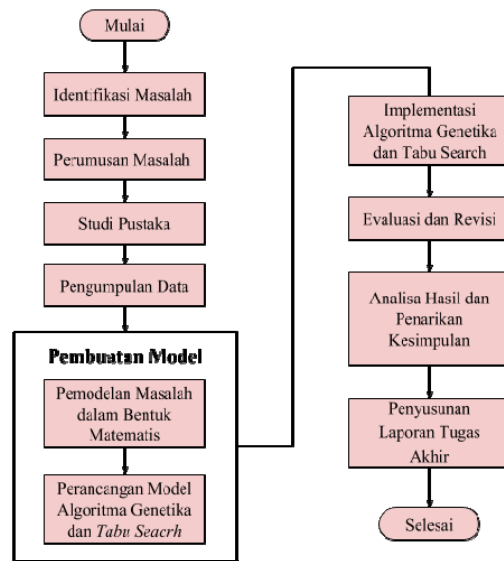 Mulai
Identifikasi Masalah
Perumusan Masalah
Studi Pustaka
Pengumpulan Data
Pembuatan Model
Pemodelan Masalah
dalam Bentuk
Matematis
Perancangan Model
Algoritma Genetika
dan Tabu Seacrh
Implementasi
Algoritma Genetika
dan Tabu Search
Evaluasi dan Revisi
Analisa Hasil dan
Penarikan
Kesimpulan
Penyusunan
Laporan Tugas
Akhir
Selesai